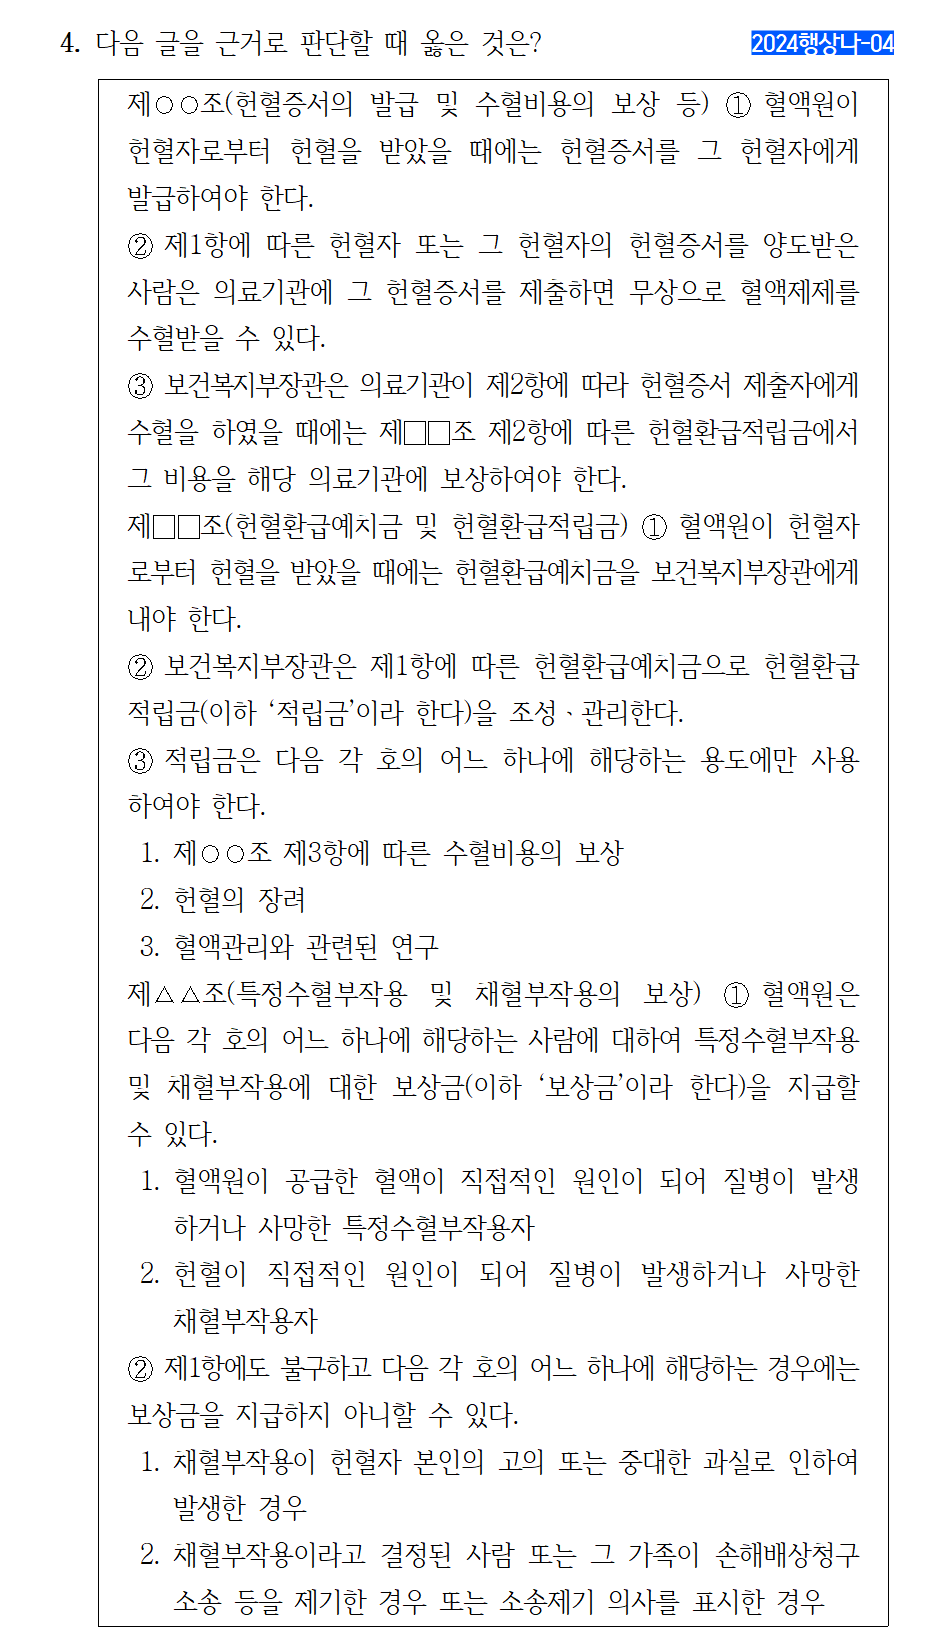 4. 다음 글을 근거로 판단할 때 옳은 것은?
2024행상나-04
제○○조(헌혈증서의 발급 및 수혈비용의 보상 등) ① 혈액원이
헌혈자로부터 헌혈을 받았을 때에는 헌혈증서를 그 헌혈자에게
발급하여야 한다.
② 제1항에 따른 헌혈자 또는 그 헌혈자의 헌혈증서를 양도받은
사람은 의료기관에 그 헌혈증서를 제출하면 무상으로 혈액제제를
수혈받을 수 있다.
③ 보건복지부장관은 의료기관이 제2항에 따라 헌혈증서 제출자에게
수혈을 하였을 때에는 제□□조 제2항에 따른 헌혈환급적립금에서
그 비용을 해당 의료기관에 보상하여야 한다.
제□□조(헌혈환급예치금 및 헌혈환급적립금) ① 혈액원이 헌혈자
로부터 헌혈을 받았을 때에는 헌혈환급예치금을 보건복지부장관에게
내야 한다.
② 보건복지부장관은 제1항에 따른 헌혈환급예치금으로 헌혈환급
적립금(이하 ‘적립금’이라 한다)을 조성ㆍ관리한다.
③ 적립금은 다음 각 호의 어느 하나에 해당하는 용도에만 사용
하여야 한다.
1. 제○○조 제3항에 따른 수혈비용의 보상
2. 헌혈의 장려
3. 혈액관리와 관련된 연구
제△△조(특정수혈부작용 및 채혈부작용의 보상) ① 혈액원은
다음 각 호의 어느 하나에 해당하는 사람에 대하여 특정수혈부작용
및 채혈부작용에 대한 보상금(이하 ‘보상금’이라 한다)을 지급할
수 있다.
1. 혈액원이 공급한 혈액이 직접적인 원인이 되어 질병이 발생
하거나 사망한 특정수혈부작용자
2. 헌혈이 직접적인 원인이 되어 질병이 발생하거나 사망한
채혈부작용자
② 제1항에도 불구하고 다음 각 호의 어느 하나에 해당하는 경우에는
보상금을 지급하지 아니할 수 있다.
1. 채혈부작용이 헌혈자 본인의 고의 또는 중대한 과실로 인하여
발생한 경우
2. 채혈부작용이라고 결정된 사람 또는 그 가족이 손해배상청구
소송 등을 제기한 경우 또는 소송제기 의사를 표시한 경우